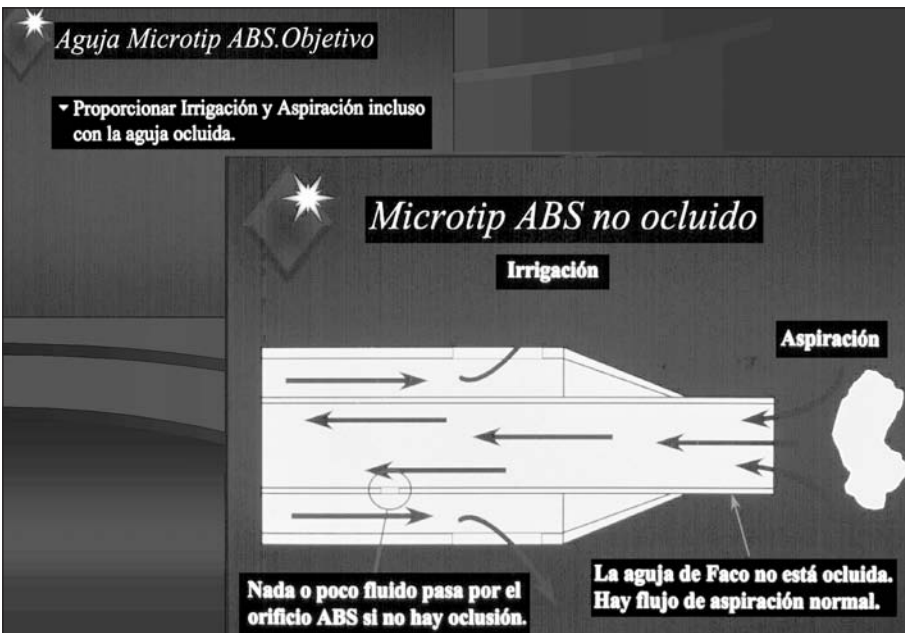 Aguja Microtip ABS.Objetivo
Proporcionar Irrigación y Aspiración incluso
con la aguja ocluida.
Microtip ABS no ocluido
Irrigación
Aspiración
Nada o poco fluido pasa por el
orificio ABS si no hay oclusión.
La aguja de Faco no está ocluida.
Hay flujo de aspiración normal.